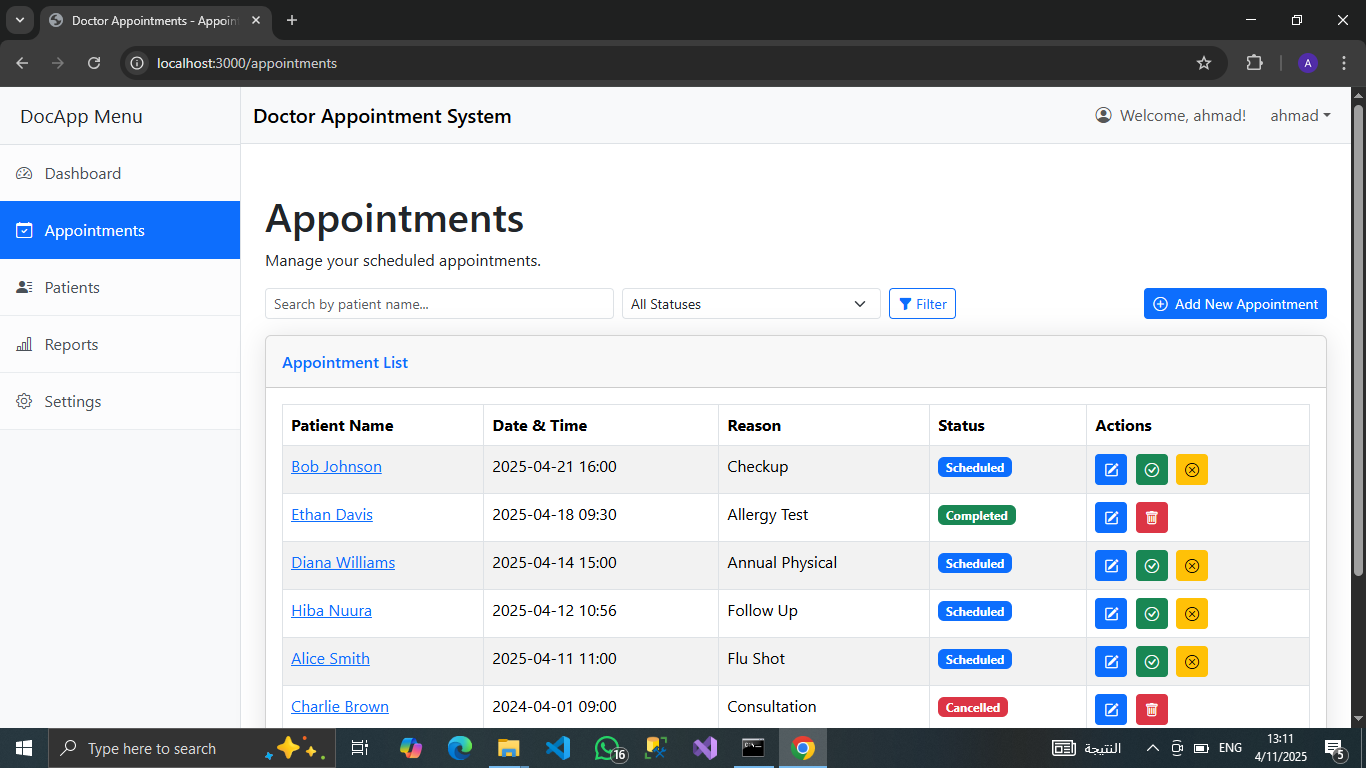 Doctor Appointments - Appoin
localhost:3000/appointments
A
DocApp Menu
Doctor Appointment System
Welcome, ahmad!
ahmad
Dashboard
Appointments
Patients
Reports
Settings
Appointments
Manage your scheduled appointments.
Search by patient name...
All Statuses
Filter
Add New Appointment
Appointment List
Patient Name Date & Time Reason Status Actions
Bob Johnson 2025-04-21 16:00 Checkup Scheduled
Ethan Davis 2025-04-18 09:30 Allergy Test Completed
Diana Williams 2025-04-14 15:00 Annual Physical Scheduled
Hiba Nuura 2025-04-12 10:56 Follow Up Scheduled
Alice Smith 2025-04-11 11:00 Flu Shot Scheduled
Charlie Brown 2024-04-01 09:00 Consultation Cancelled
Type here to search
16
النتيجة
ENG
13:11
4/11/2025
5